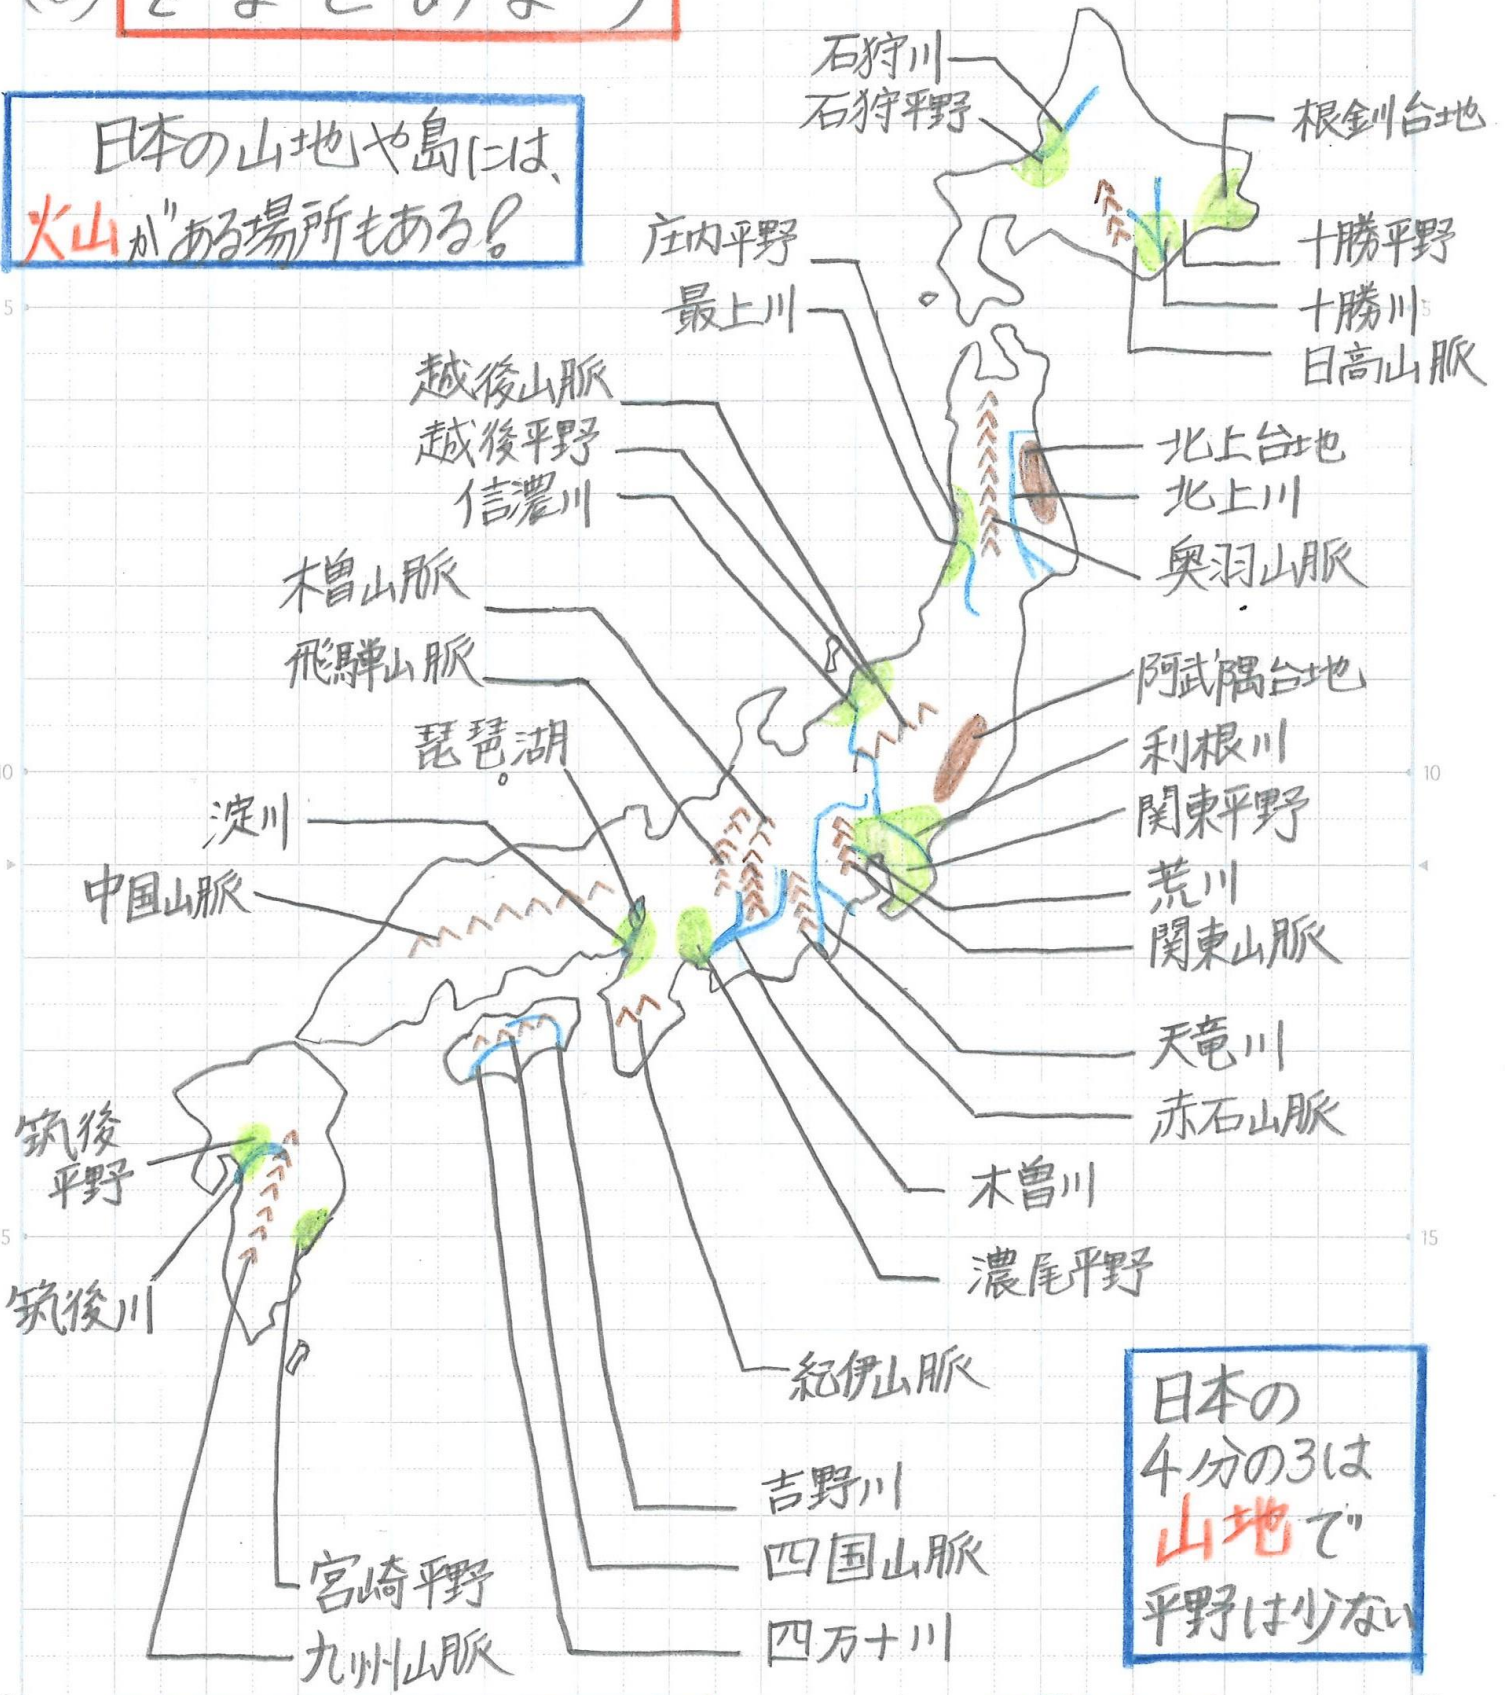 日本の山地や島には、
火山がある場所もある!
石狩川
石狩平野
根釧台地
十勝平野
十勝川
日高山脈
庄内平野
最上川
越後山脈
越後平野
信濃川
木曽山脈
飛騨山脈
琵琶湖
淀川
中国山脈
北上台地
北上川
奥羽山脈
阿武隅台地
利根川
関東平野
荒川
関東山脈
天竜川
赤石山脈
木曽川
濃尾平野
紀伊山脈
吉野川
四国山脈
四万十川
筑後
平野
筑後川
宮崎平野
九州山脈
日本の
4分の3は
山地で
平野は少ない
5
5
10
10
5
15